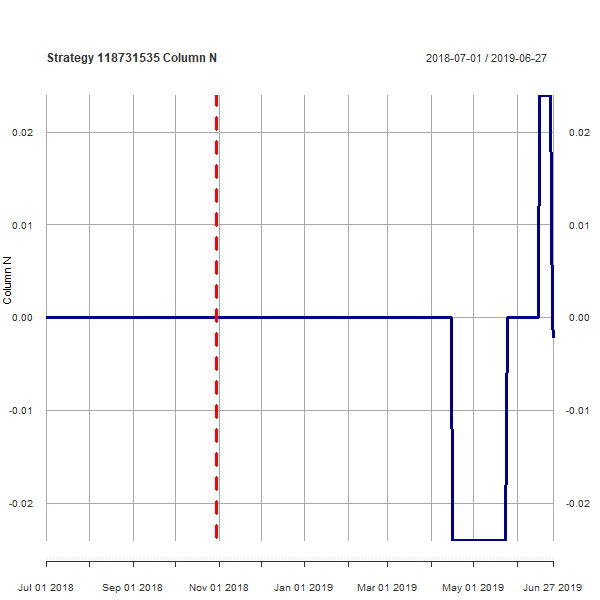 Strategy 118731535 Column N
2018-07-01 / 2019-06-27
0.02
0.02
0.01
0.01
Column N
0.00
0.00
-0.01
-0.01
-0.02
-0.02
Jul 01 2018
Sep 01 2018
Nov 01 2018
Jan 01 2019
Mar 01 2019
May 01 2019
Jun 27 2019